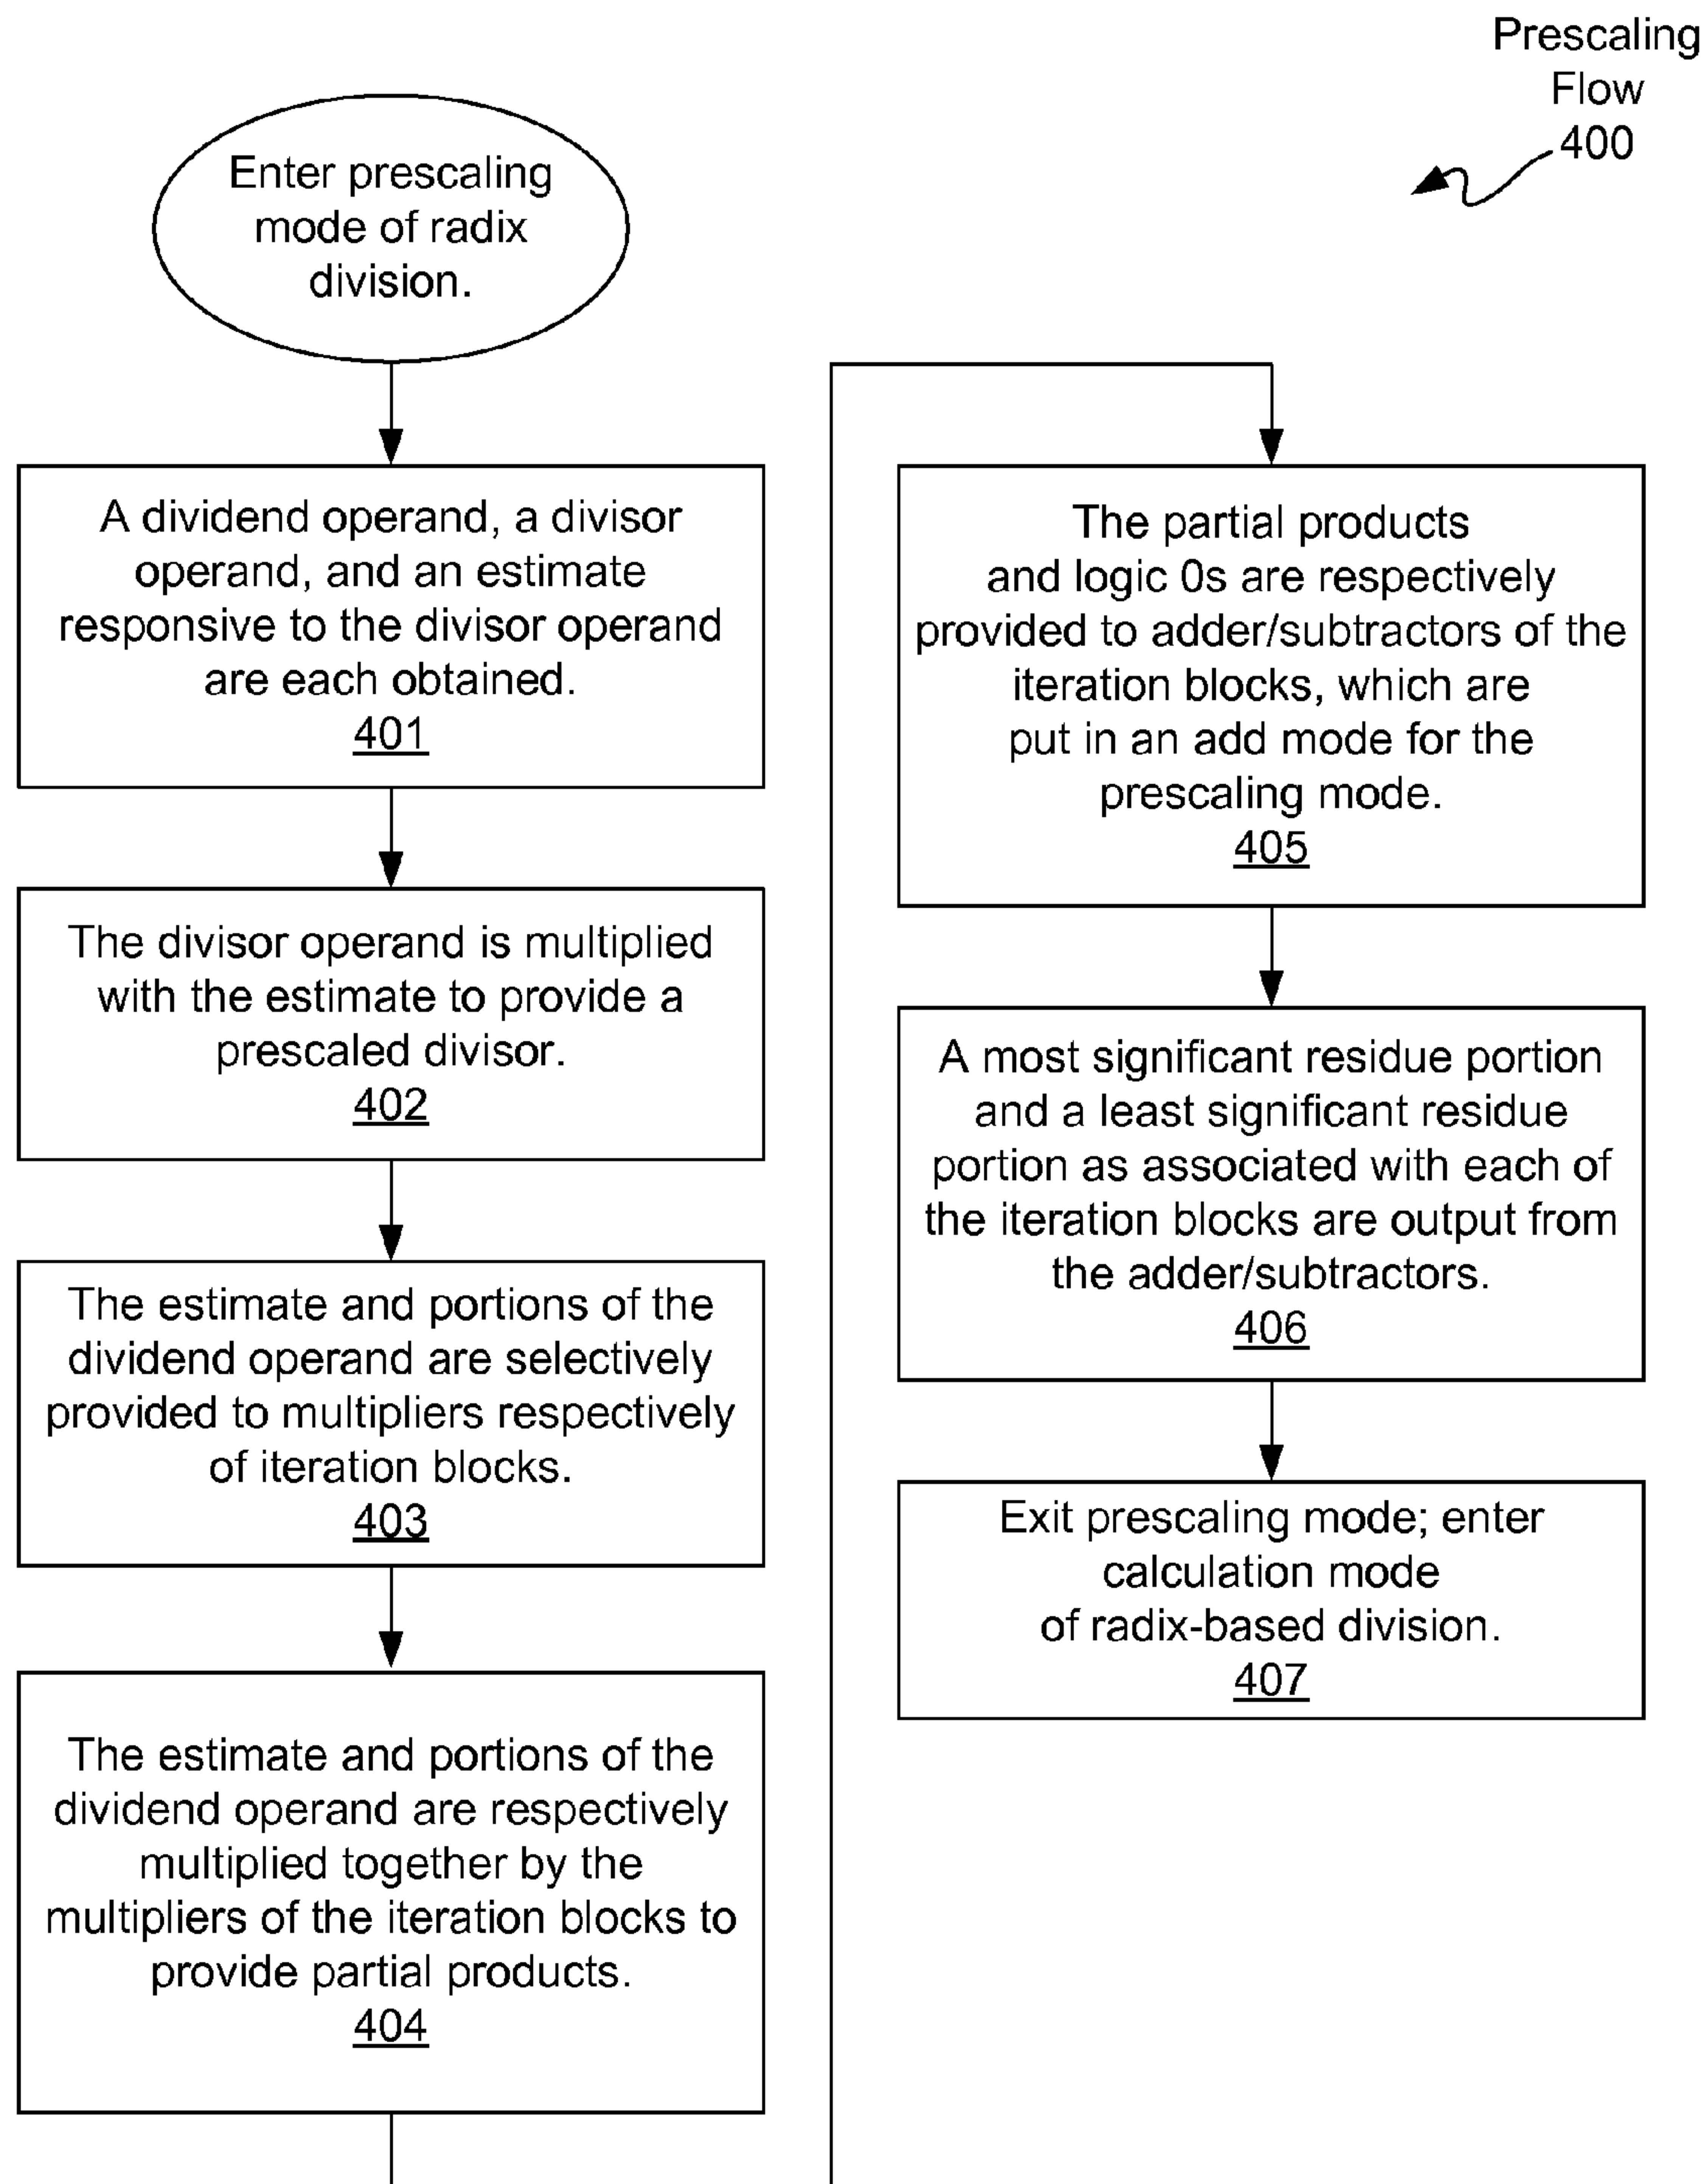 Prescaling
Flow
400
Enter prescaling
mode of radix
division.
A dividend operand, a divisor
operand, and an estimate
responsive to the divisor operand
are each obtained.
401
The divisor operand is multiplied
with the estimate to provide a
prescaled divisor.
402
The estimate and portions of the
dividend operand are selectively
provided to multipliers respectively
of iteration blocks.
403
The estimate and portions of the
dividend operand are respectively
multiplied together by the
multipliers of the iteration blocks to
provide partial products.
404
The partial products
and logic 0s are respectively
provided to adder/subtractors of the
iteration blocks, which are
put in an add mode for the
prescaling mode.
405
A most significant residue portion
and a least significant residue
portion as associated with each of
the iteration blocks are output from
the adder/subtractors.
406
Exit prescaling mode; enter
calculation mode
of radix-based division.
407